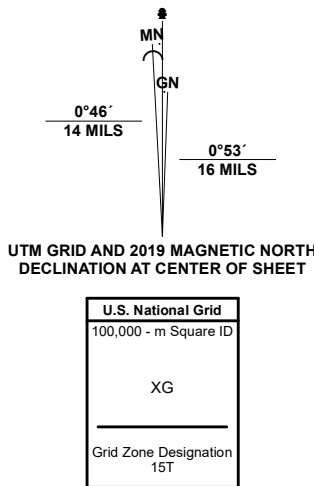 MN
GN
0°46´
14 MILS
0°53´
16 MILS
UTM GRID AND 2019 MAGNETIC NORTH
DECLINATION AT CENTER OF SHEET
U.S. National Grid
100,000 - m Square ID
XG
Grid Zone Designation
15T